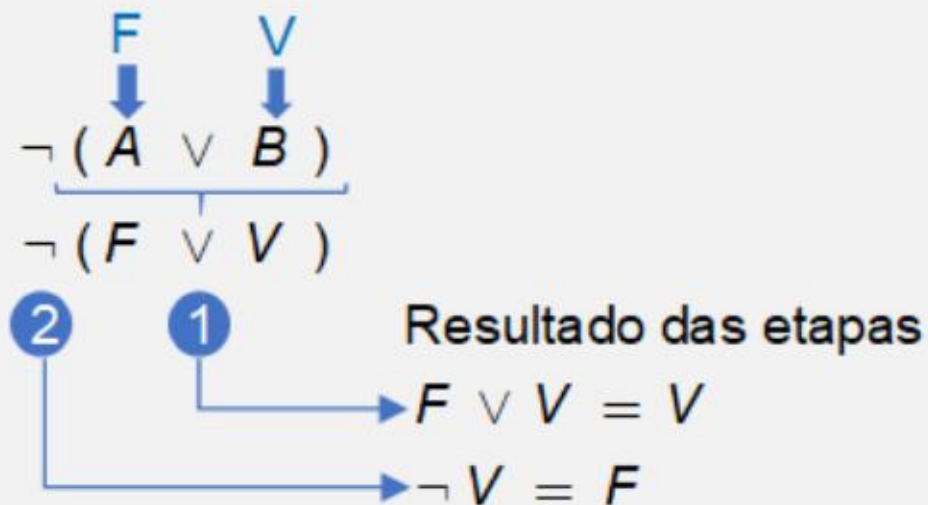 F V
¬ ( A ∨ B )
¬ ( F ∨ V )
2 1 Resultado das etapas
F ∨ V = V
¬ V = F